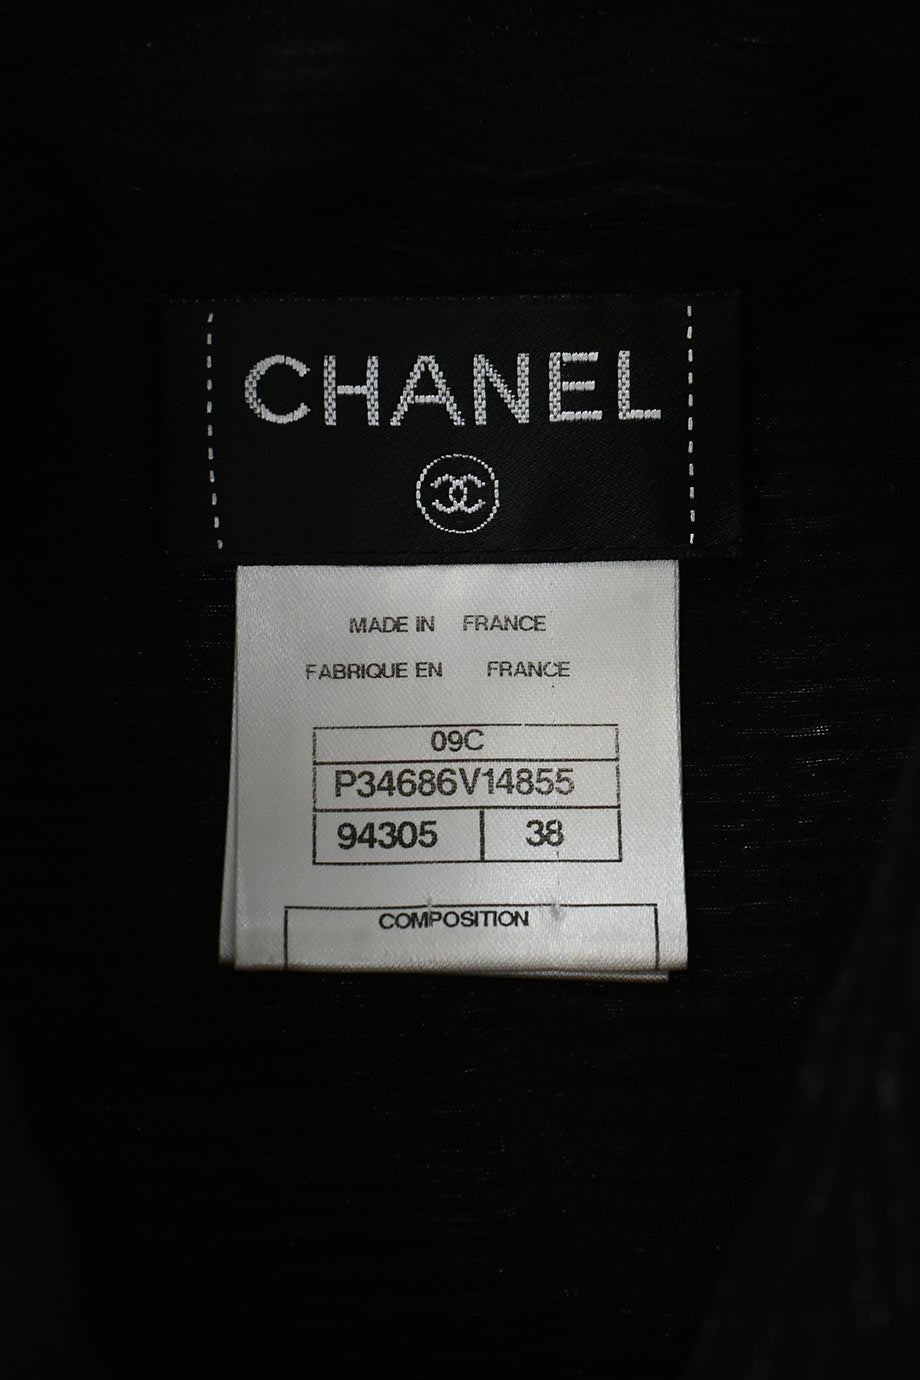 CHANEL
MADE IN FRANCE
FABRIQUE EN FRANCE
09C
P34686V14855
94305 38
COMPOSITION